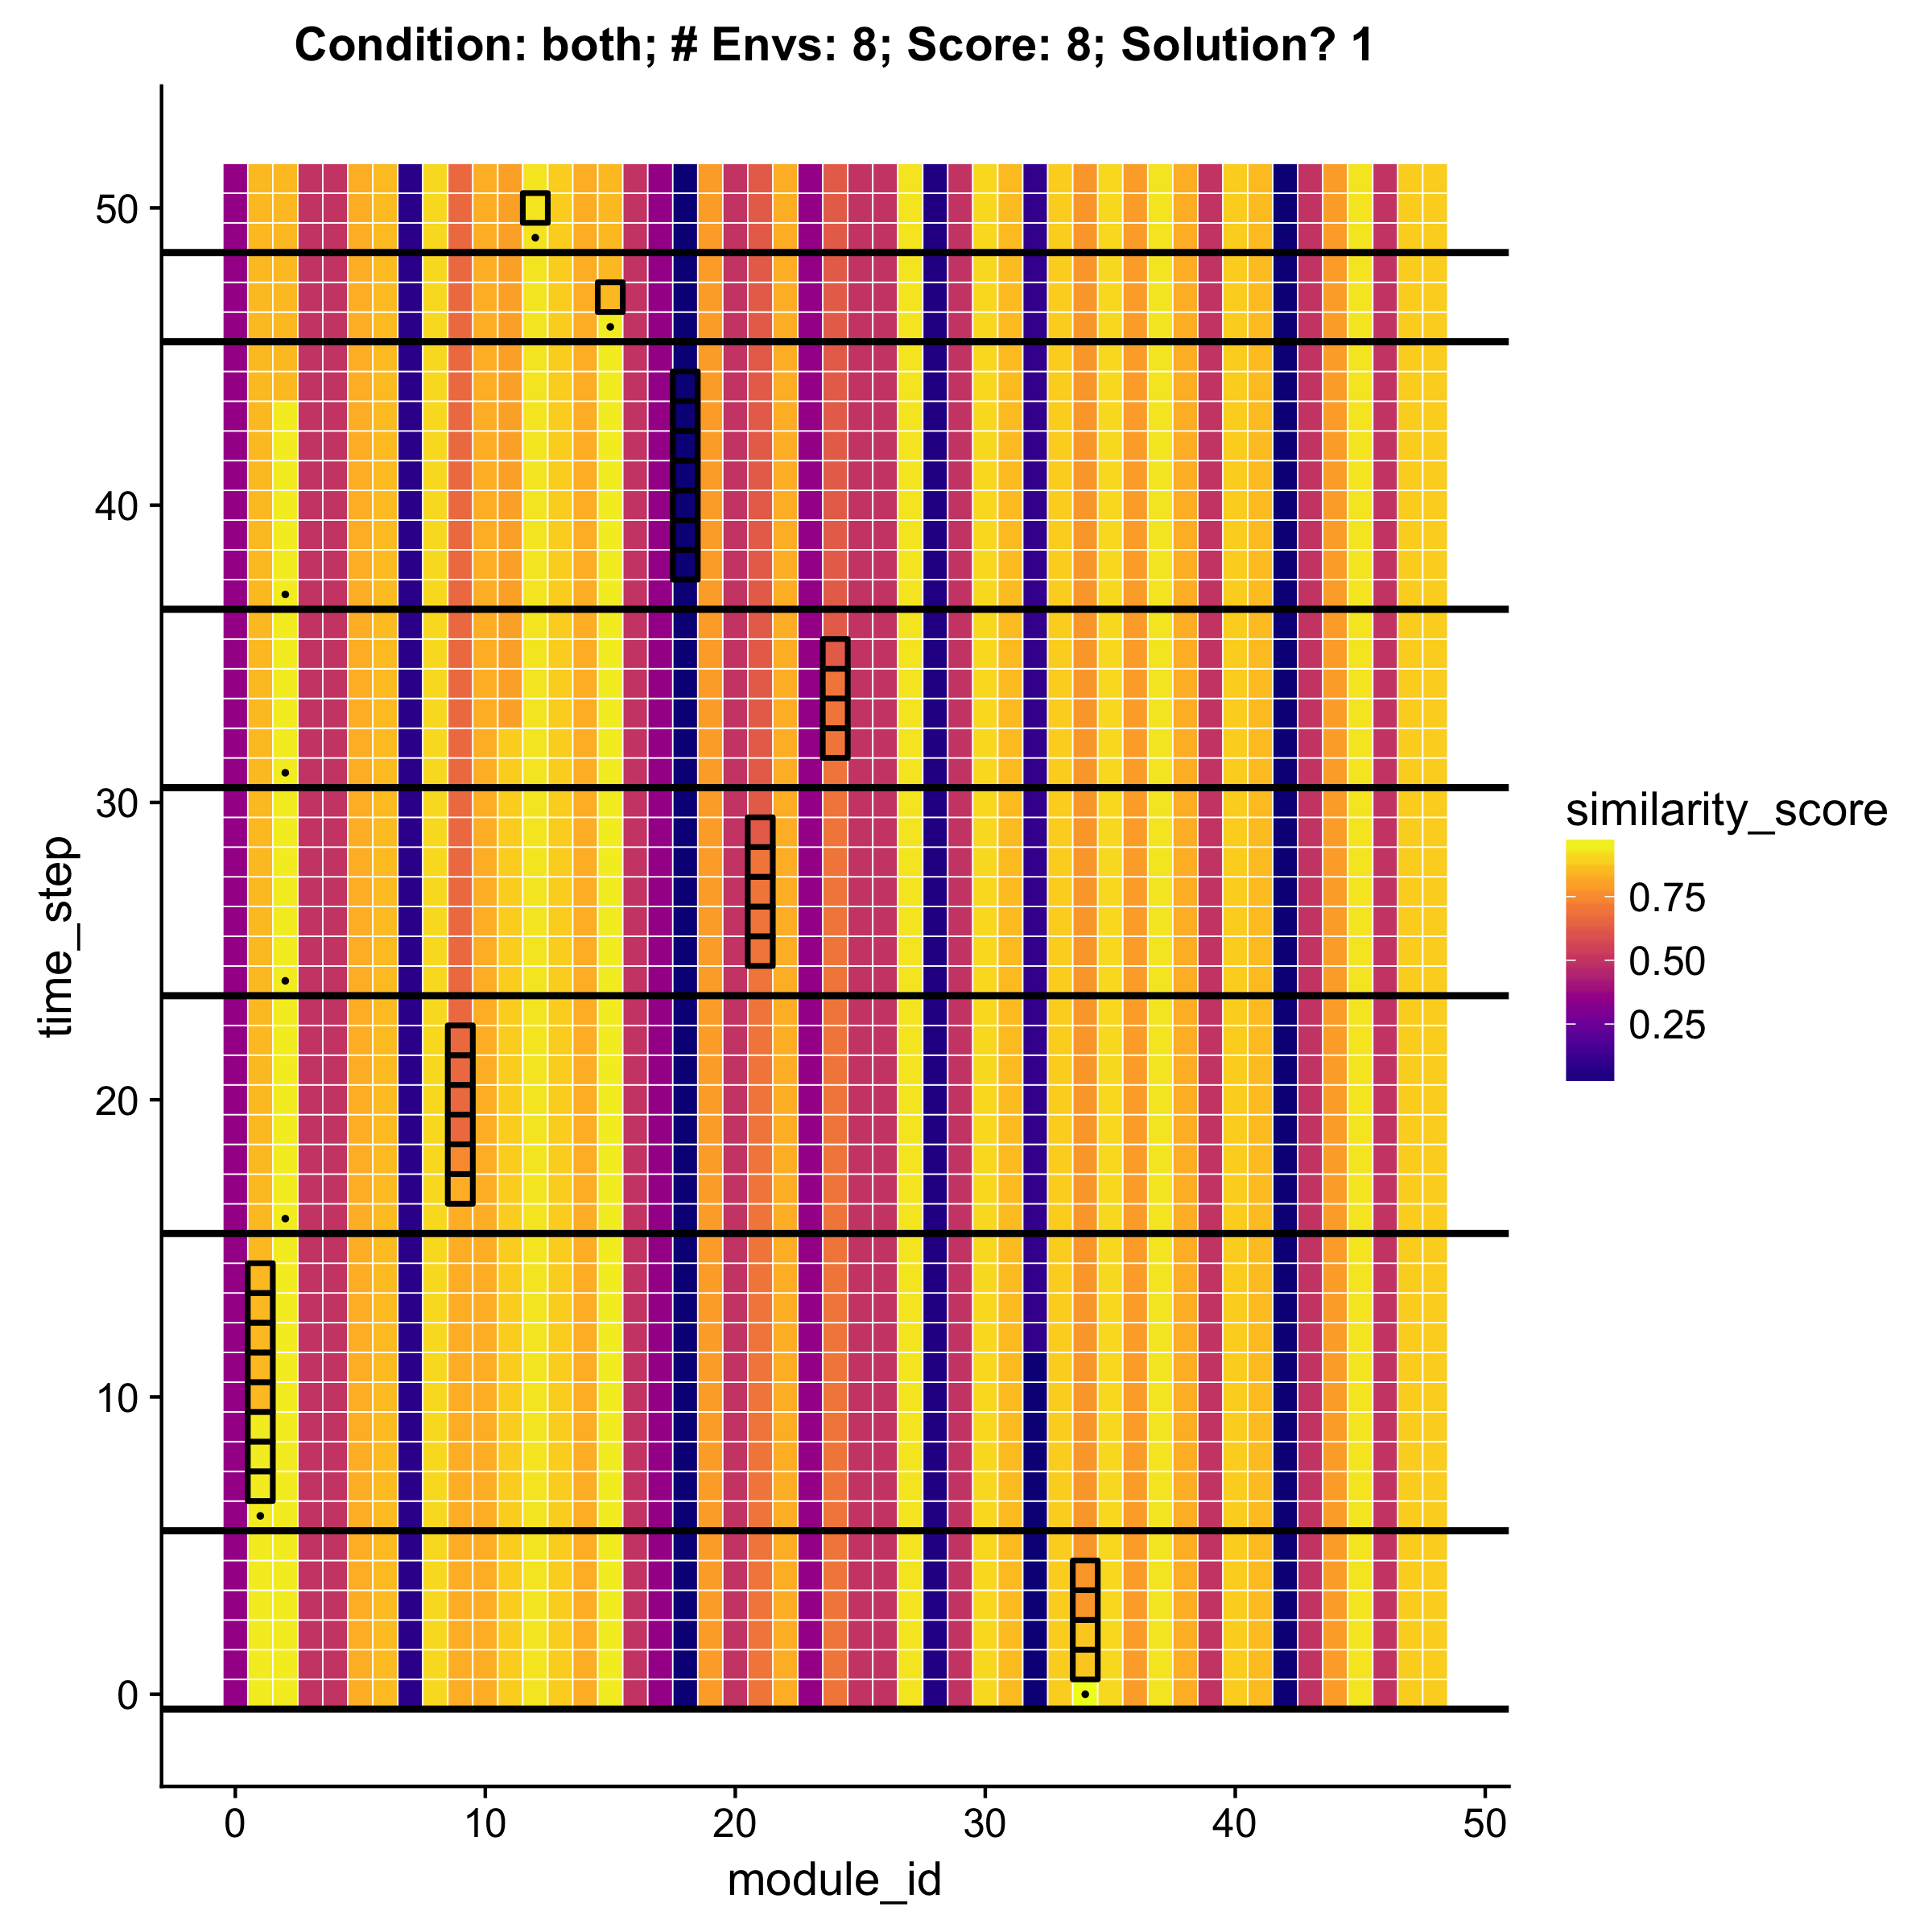 Condition: both; # Envs: 8; Score: 8; Solution? 1
50
40
30
20
10
0
time_step
0 10 20 30 40 50
module_id
similarity_score
0.75
0.50
0.25